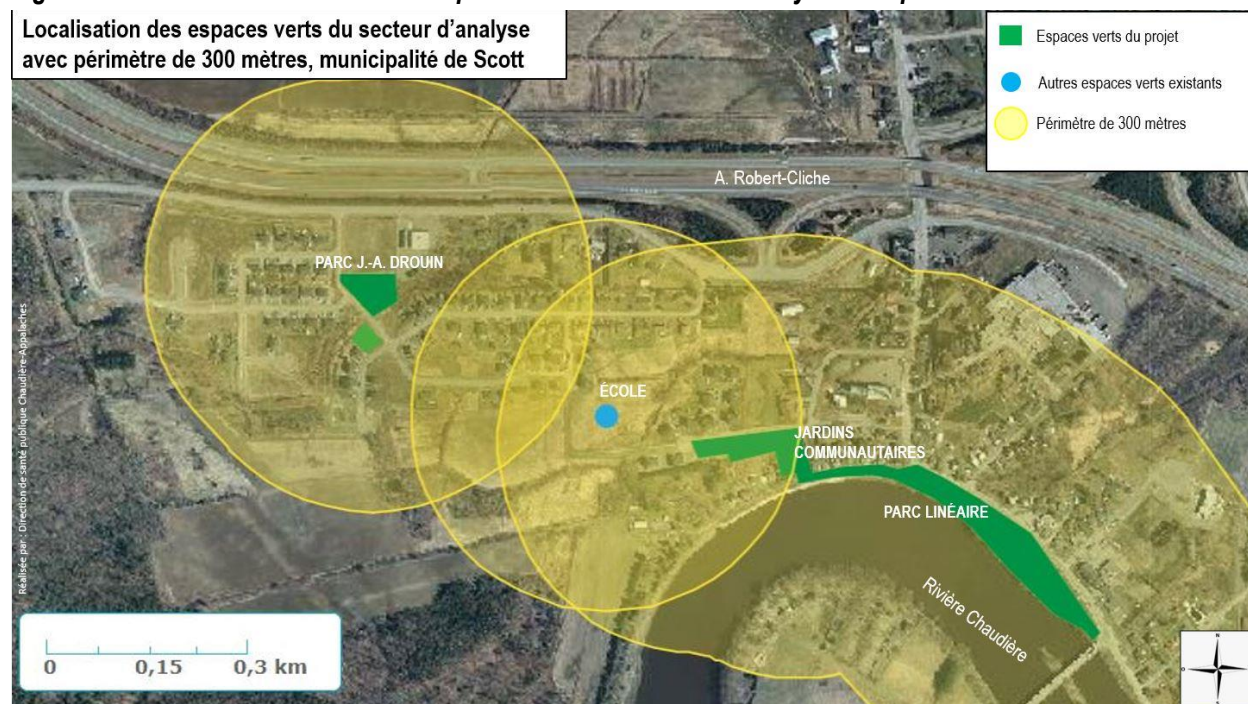 Localisation des espaces verts du secteur d'analyse
avec périmètre de 300 mètres, municipalité de Scott
Espaces verts du projet
Autres espaces verts existants
Périmètre de 300 mètres
A. Robert-Cliche
PARC J.-A. DROUIN
ÉCOLE
JARDINS
COMMUNAUTAIRES
PARC LINÉAIRE
Rivière Chaudière
Réalisée par : Direction de santé publique Chaudière-Appalaches
0 0,15 0,3 km
N